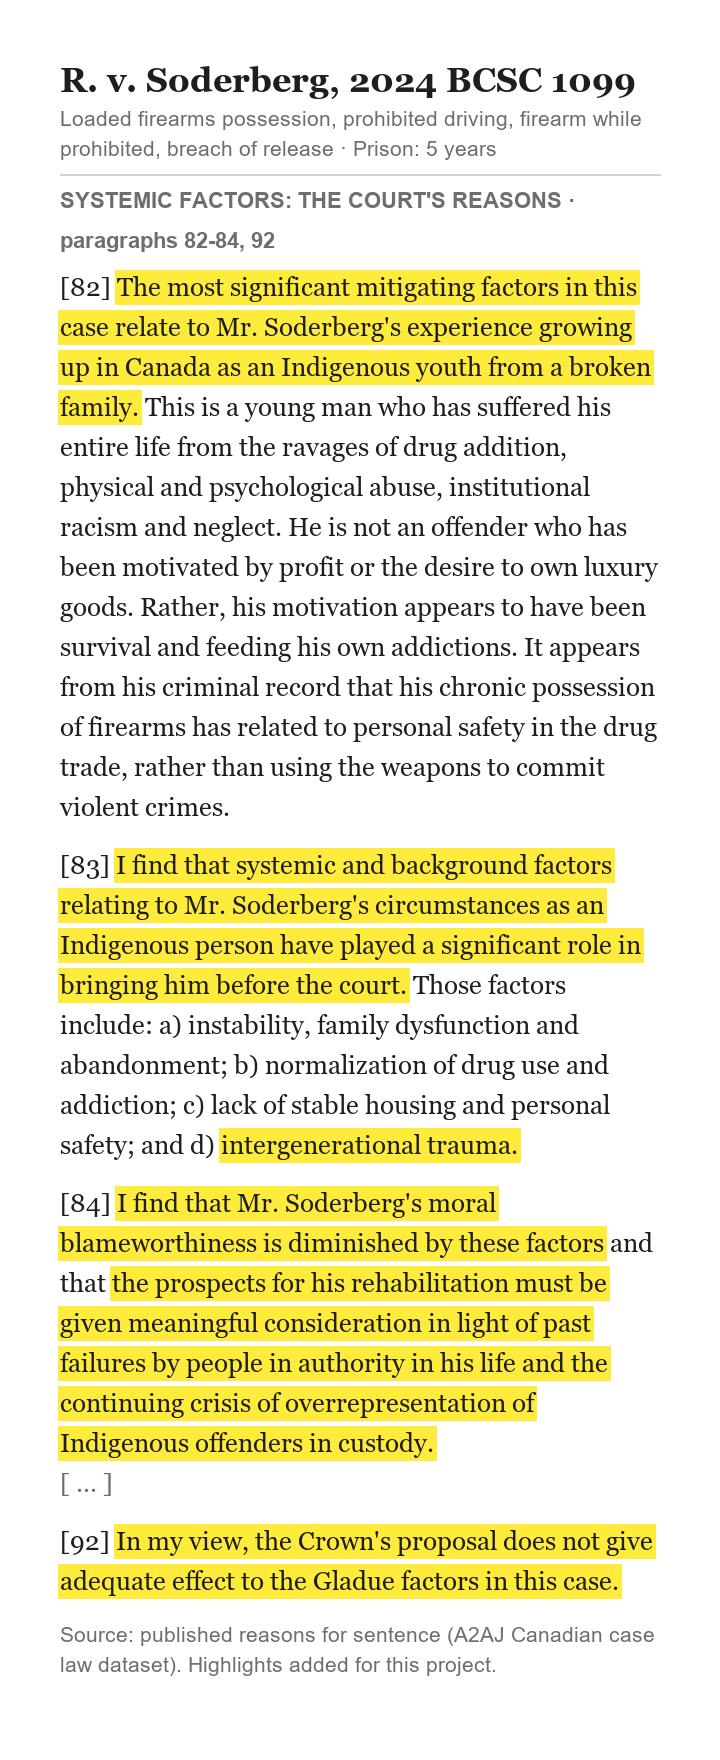 R. v. Soderberg, 2024 BCSC 1099
Loaded firearms possession, prohibited driving, firearm while
prohibited, breach of release · Prison: 5 years
SYSTEMIC FACTORS: THE COURT'S REASONS ·
paragraphs 82-84, 92
[82] The most significant mitigating factors in this
case relate to Mr. Soderberg's experience growing
up in Canada as an Indigenous youth from a broken
family. This is a young man who has suffered his
entire life from the ravages of drug addition,
physical and psychological abuse, institutional
racism and neglect. He is not an offender who has
been motivated by profit or the desire to own luxury
goods. Rather, his motivation appears to have been
survival and feeding his own addictions. It appears
from his criminal record that his chronic possession
of firearms has related to personal safety in the drug
trade, rather than using the weapons to commit
violent crimes.
[83] I find that systemic and background factors
relating to Mr. Soderberg's circumstances as an
Indigenous person have played a significant role in
bringing him before the court. Those factors
include: a) instability, family dysfunction and
abandonment; b) normalization of drug use and
addiction; c) lack of stable housing and personal
safety; and d) intergenerational trauma.
[84] I find that Mr. Soderberg's moral
blameworthiness is diminished by these factors and
that the prospects for his rehabilitation must be
given meaningful consideration in light of past
failures by people in authority in his life and the
continuing crisis of overrepresentation of
Indigenous offenders in custody.
[ ... ]
[92] In my view, the Crown's proposal does not give
adequate effect to the Gladue factors in this case.
Source: published reasons for sentence (A2AJ Canadian case
law dataset). Highlights added for this project.